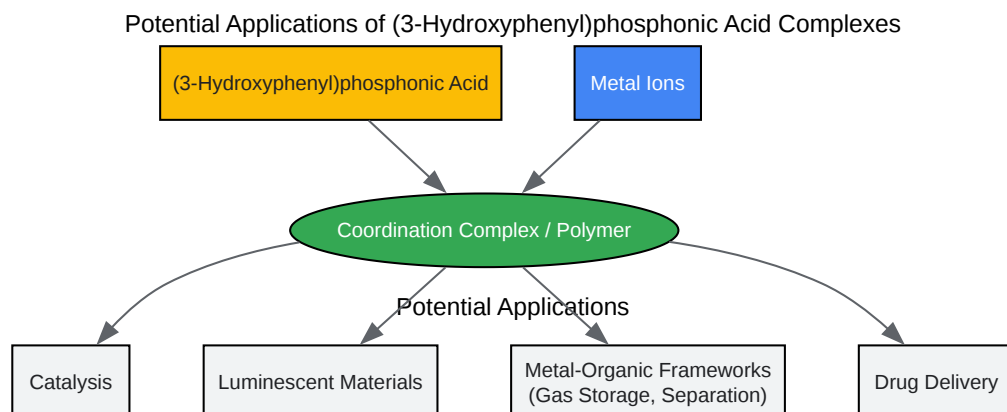 Potential Applications of (3-Hydroxyphenyl)phosphonic Acid Complexes
(3-Hydroxyphenyl)phosphonic Acid
Metal Ions
Coordination Complex / Polymer
Potential Applications
Catalysis
Luminescent Materials
Metal-Organic Frameworks
(Gas Storage, Separation)
Drug Delivery